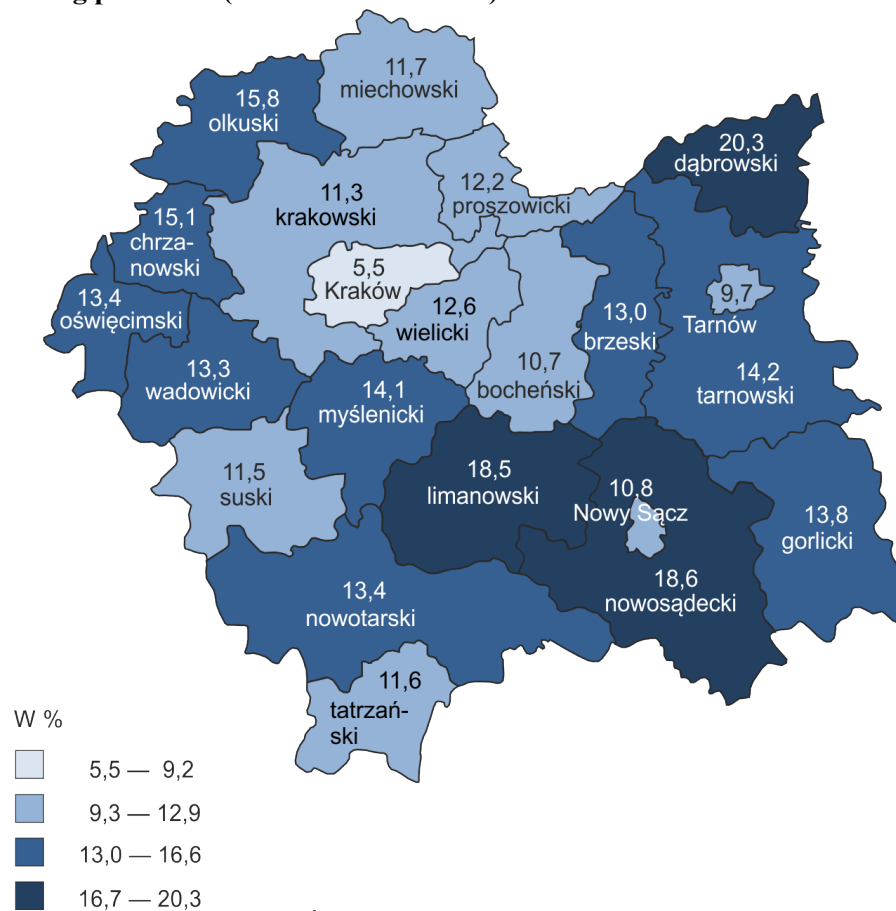 11,7
miechowski
15,8
olkuski
20,3
dąbrowski
12,2
proszowicki
11,3
krakowski
15,1
chrza-
nowski
5,5
Kraków
9,7
Tarnów
13,4
oświęcimski
12,6
wielicki
13,0
brzeski
13,3
wadowicki
10,7
bocheński
14,2
tarnowski
14,1
myślenicki
11,5
suski
18,5
limanowski
10,8
Nowy Sącz
13,8
gorlicki
13,4
nowotarski
18,6
nowosądecki
11,6
tatrzań-
ski
W %
5,5 — 9,2
9,3 — 12,9
13,0 — 16,6
16,7 — 20,3